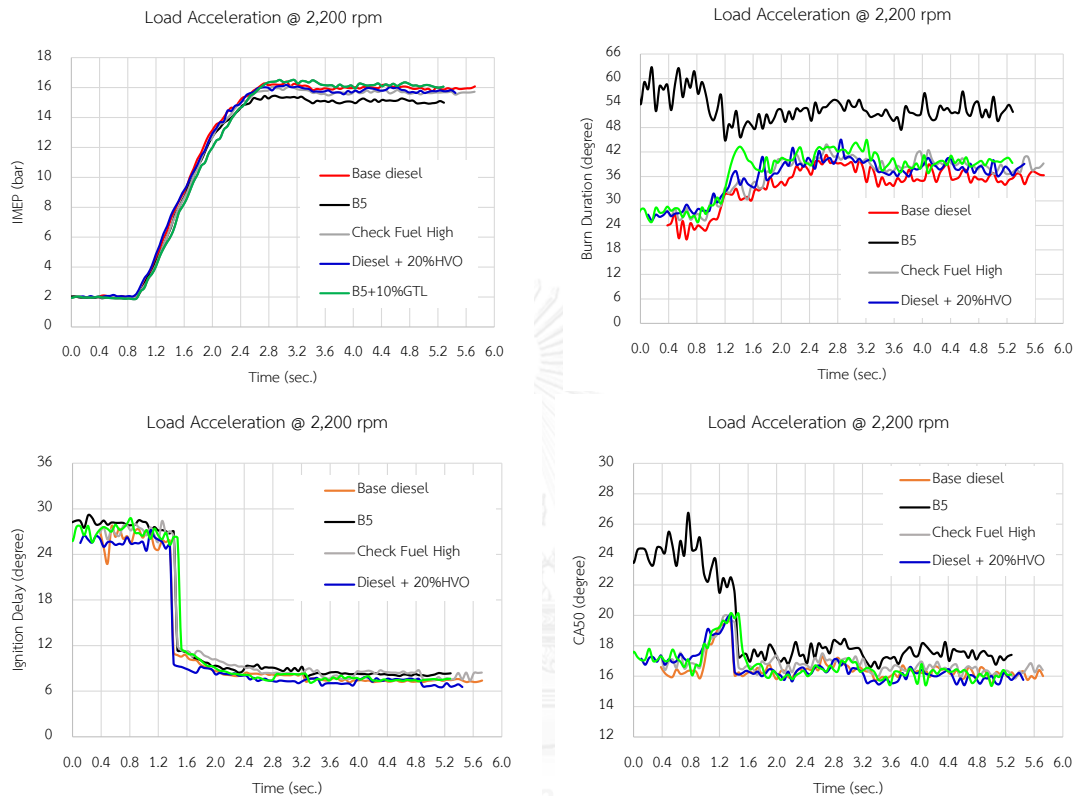 Load Acceleration @ 2,200 rpm
IMEP (bar)
18
16
14
12
10
8
6
4
2
0
Base diesel
B5
Check Fuel High
Diesel + 20%HVO
B5+10%GTL
0.0 0.4 0.8 1.2 1.6 2.0 2.4 2.8 3.2 3.6 4.0 4.4 4.8 5.2 5.6 6.0
Time (sec.)
Load Acceleration @ 2,200 rpm
Burn Duration (degree)
66
60
54
48
42
36
30
24
18
12
6
0
Base diesel
B5
Check Fuel High
Diesel + 20%HVO
0.0 0.4 0.8 1.2 1.6 2.0 2.4 2.8 3.2 3.6 4.0 4.4 4.8 5.2 5.6 6.0
Time (sec.)
Load Acceleration @ 2,200 rpm
Ignition Delay (degree)
36
30
24
18
12
6
0
Base diesel
B5
Check Fuel High
Diesel + 20%HVO
0.0 0.4 0.8 1.2 1.6 2.0 2.4 2.8 3.2 3.6 4.0 4.4 4.8 5.2 5.6 6.0
Time (sec.)
Load Acceleration @ 2,200 rpm
CA50 (degree)
30
28
26
24
22
20
18
16
14
12
Base diesel
B5
Check Fuel High
Diesel + 20%HVO
0.0 0.4 0.8 1.2 1.6 2.0 2.4 2.8 3.2 3.6 4.0 4.4 4.8 5.2 5.6 6.0
Time (sec.)